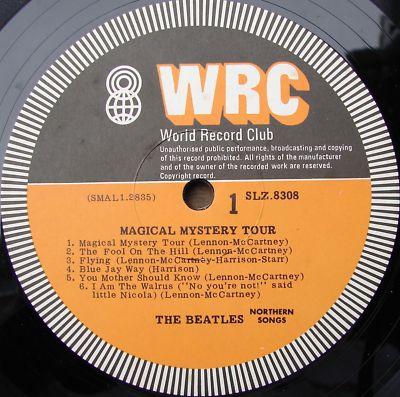 WRC
World Record Club
Unauthorised public performance, broadcasting and copying
of this record prohibited. All rights of the manufacturer
and of the owner of the recorded work are reserved.
Copyright record.
(SMAL1.2835)
1
SLZ.8308
MAGICAL MYSTERY TOUR
1. Magical Mystery Tour (Lennon-McCartney)
2. The Fool On The Hill (Lennon-McCartney)
3. Flying (Lennon-McCartney-Harrison-Starr)
4. Blue Jay Way (Harrison)
5. You Mother Should Know (Lennon-McCartney)
6. I Am The Walrus ("No you're not!" said
little Nicola) (Lennon-McCartney)
THE BEATLES NORTHERN
SONGS